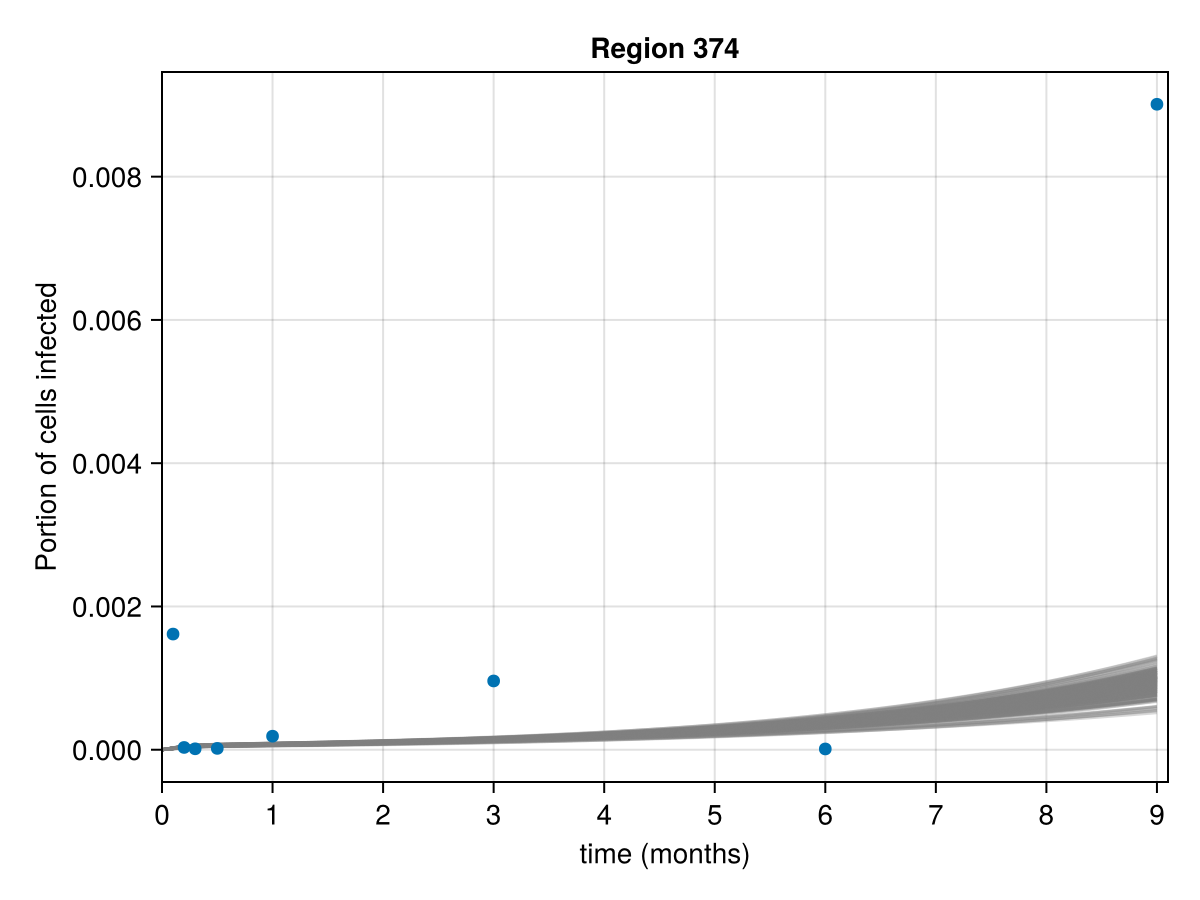 Region 374
Portion of cells infected
0.008
0.006
0.004
0.002
0.000
0 1 2 3 4 5 6 7 8 9
time (months)